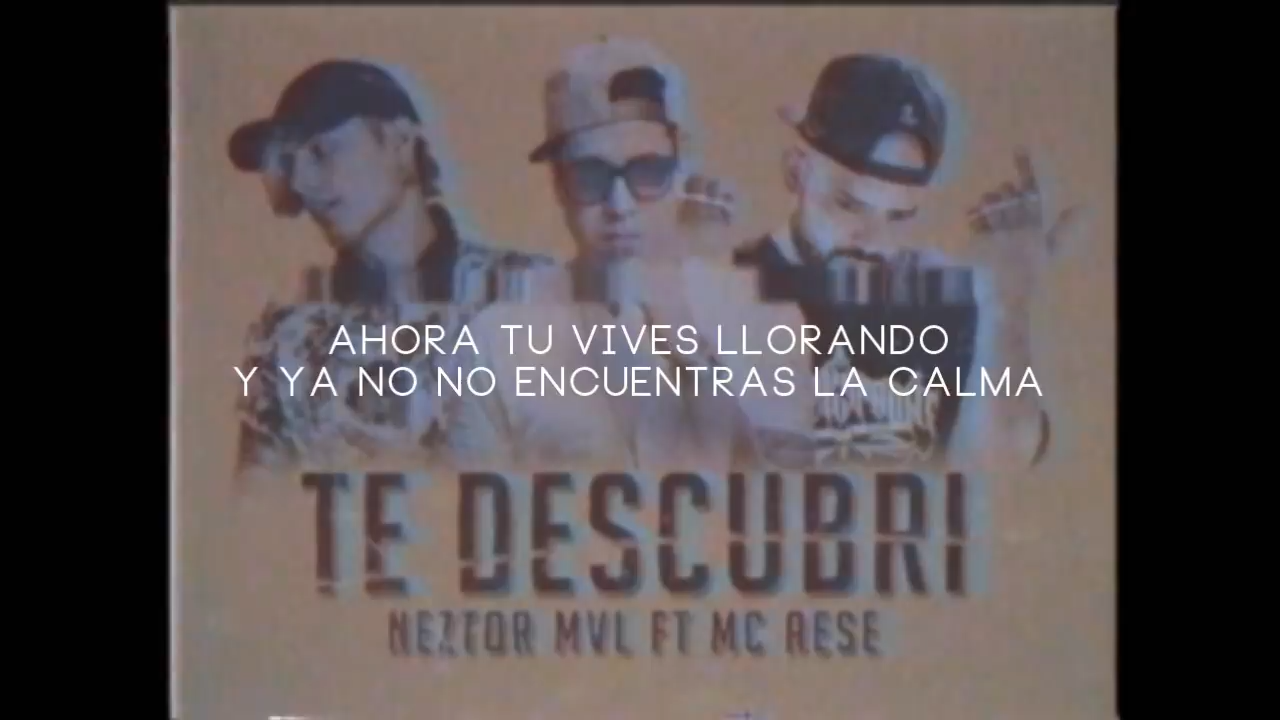 AHORA TU VIVES LLORANDO
Y YA NO NO ENCUENTRAS LA CALMA
TE DESCUBRI
NEZTOR MVL FT MC AESE